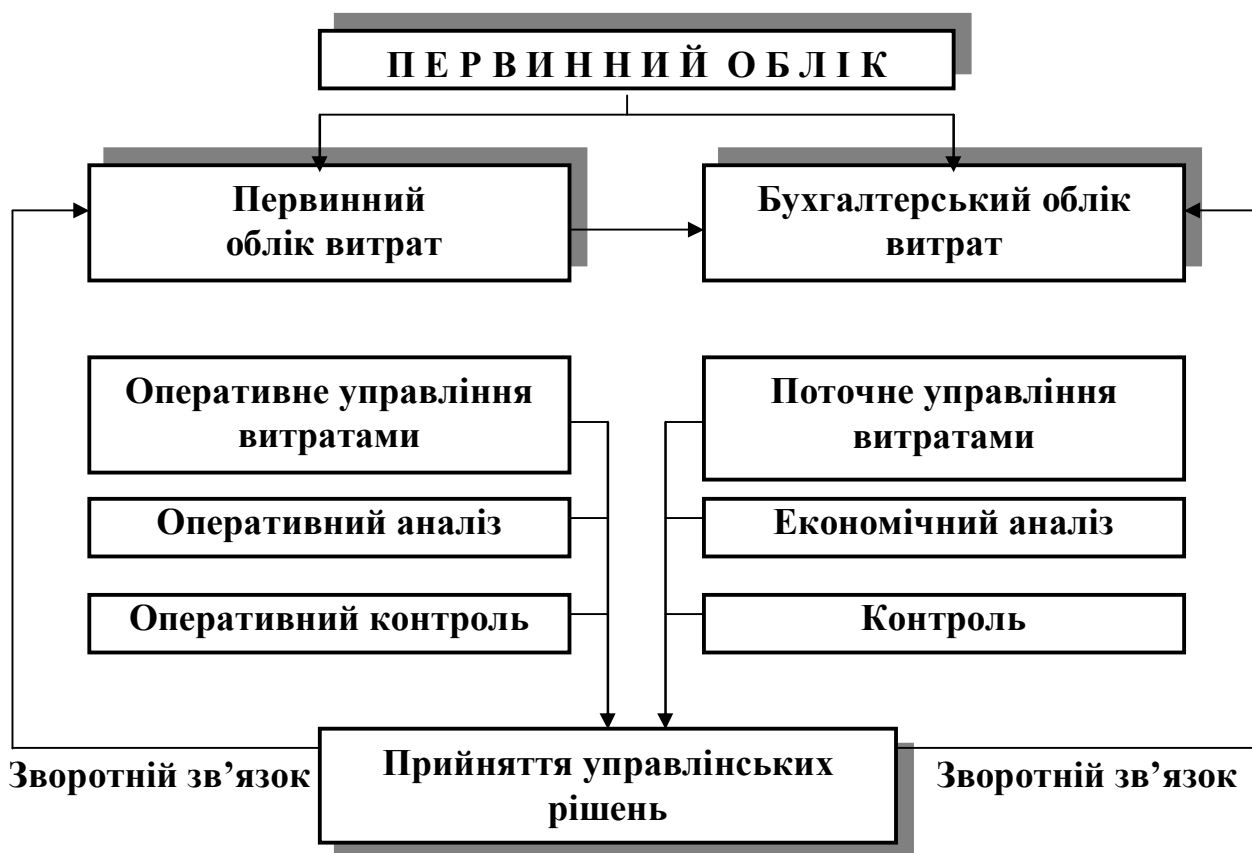 П Е Р В И Н Н И Й О Б Л І К
Первинний
облік витрат
Бухгалтерський облік
витрат
Оперативне управління
витратами
Поточне управління
витратами
Оперативний аналіз
Економічний аналіз
Оперативний контроль
Контроль
Зворотній зв’язок
Прийняття управлінських
рішень
Зворотній зв’язок